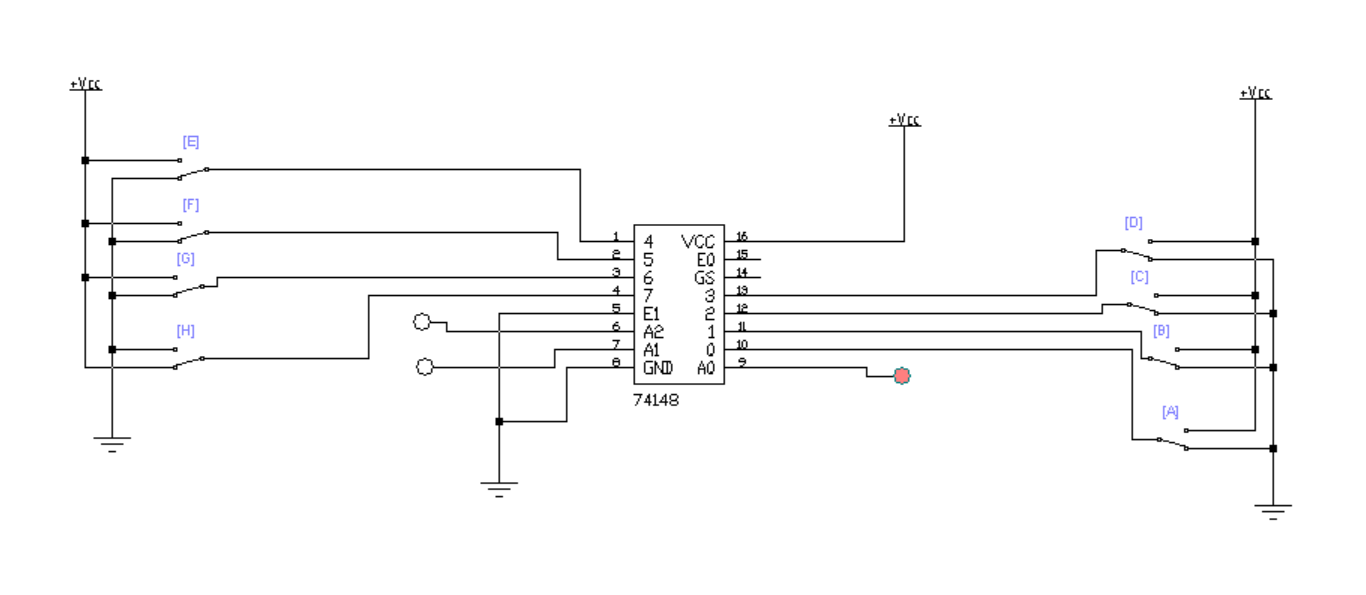 +Vcc
+Vcc
+Vcc
[E]
[F]
[G]
[H]
[D]
[C]
[B]
[A]
1 4 VCC 16
2 5 EO 15
3 6 GS 14
4 7 3 13
5 E1 2 12
6 A2 1 11
7 A1 0 10
8 GND A0 9
74148